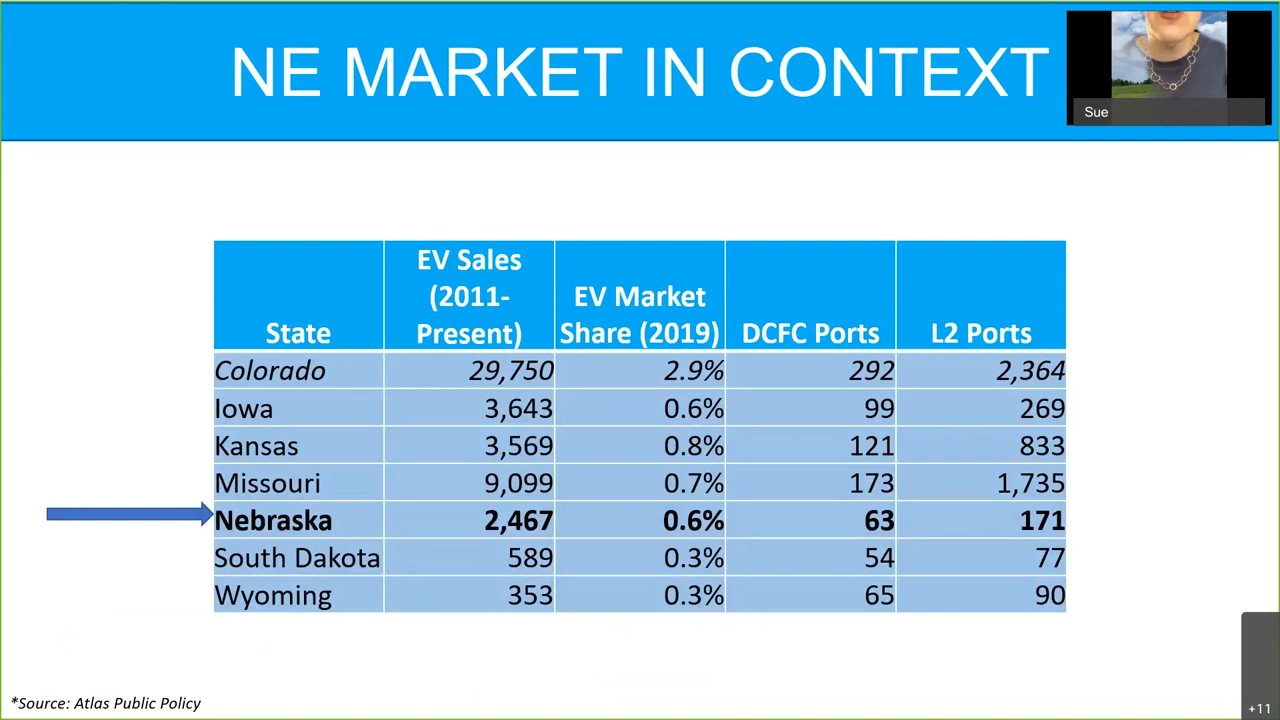 NE MARKET IN CONTEXT
Sue
State EV Sales (2011-Present) EV Market Share (2019) DCFC Ports L2 Ports
Colorado 29,750 2.9% 292 2,364
Iowa 3,643 0.6% 99 269
Kansas 3,569 0.8% 121 833
Missouri 9,099 0.7% 173 1,735
Nebraska 2,467 0.6% 63 171
South Dakota 589 0.3% 54 77
Wyoming 353 0.3% 65 90
*Source: Atlas Public Policy
+11